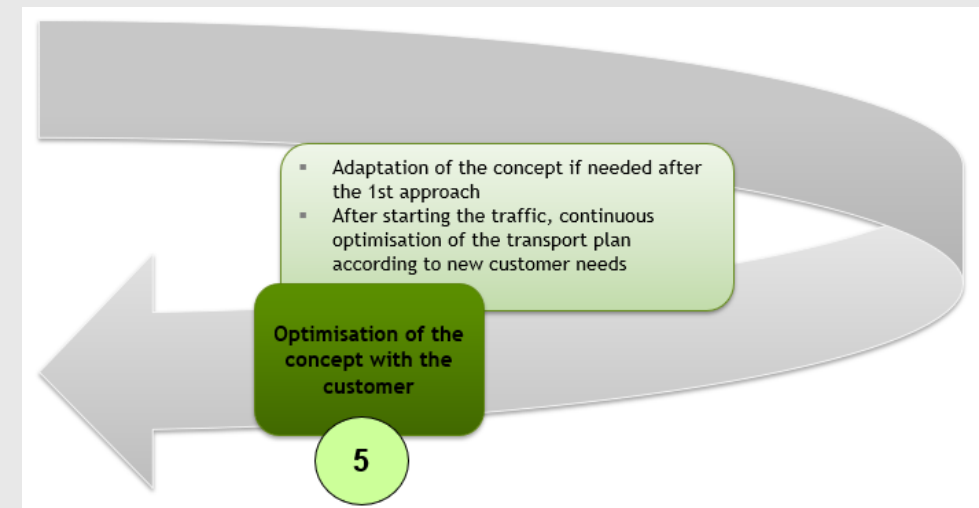 ▪ Adaptation of the concept if needed after
the 1st approach
▪ After starting the traffic, continuous
optimisation of the transport plan
according to new customer needs
Optimisation of the
concept with the
customer
5